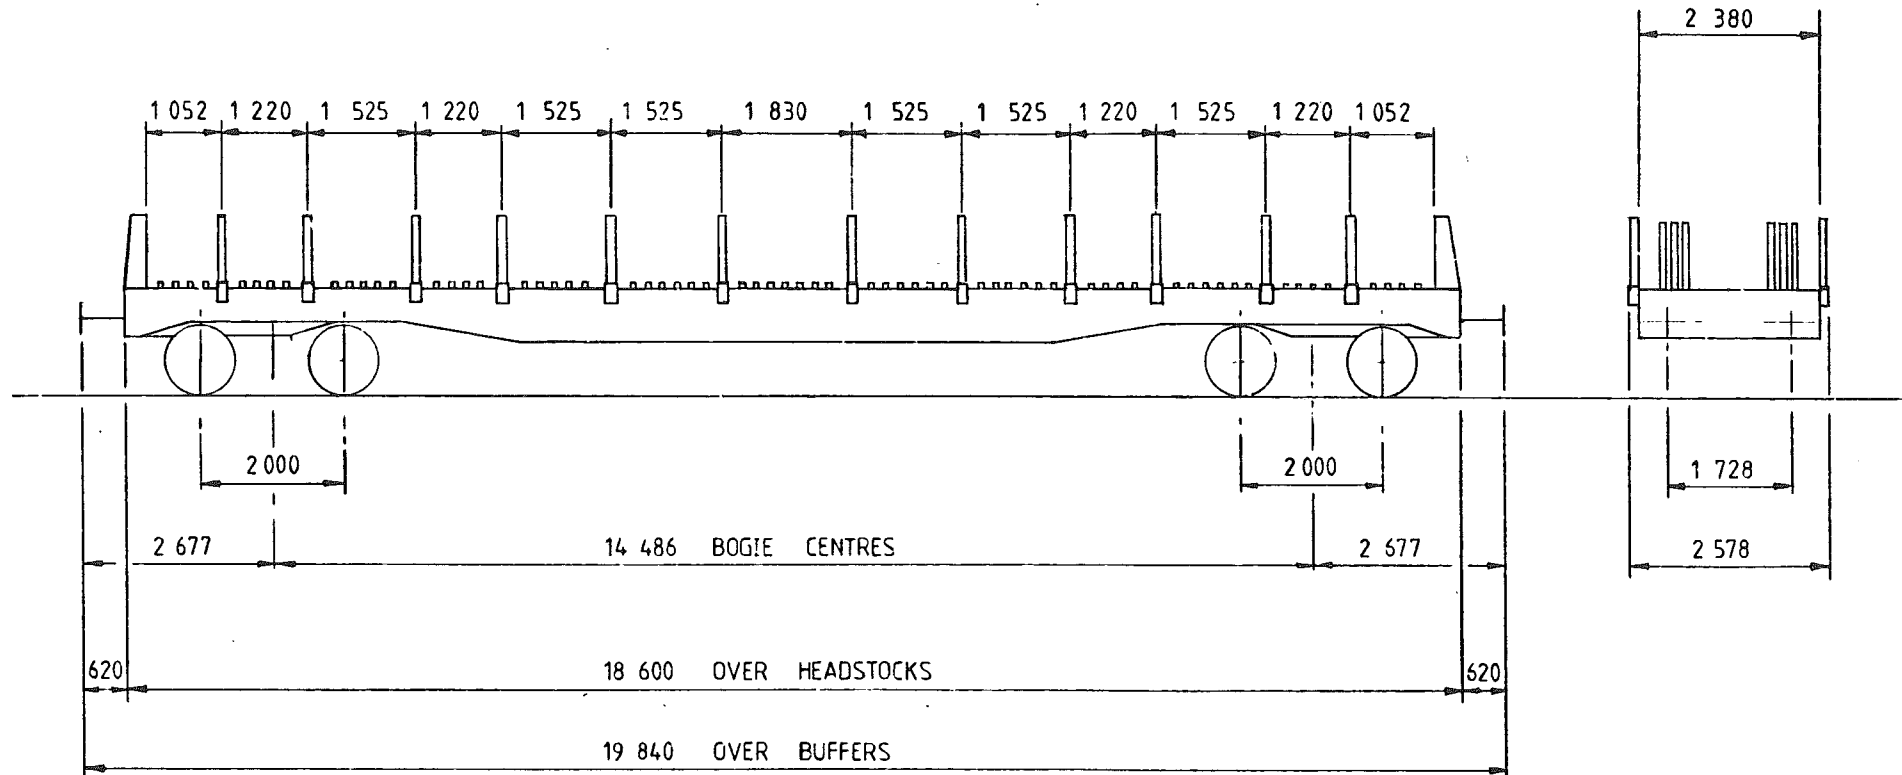 2 380
1 052 1 220 1 525 1 220 1 525 1 525 1 830 1 525 1 525 1 220 1 525 1 220 1 052
2 000 2 000 1 728
2 677 14 486 BOGIE CENTRES 2 677 2 578
620 18 600 OVER HEADSTOCKS 620
19 840 OVER BUFFERS